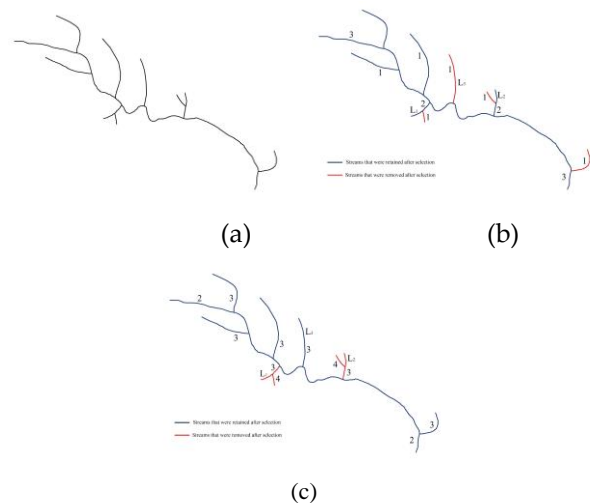 3
1
1
1
L3
1
L2
2
2
L1
1
3
1
Streams that were retained after selection
Streams that were removed after selection
(a)
(b)
2
3
3
3
L3
3
4
L2
3
3
L1
4
3
2
Streams that were retained after selection
Streams that were removed after selection
(c)